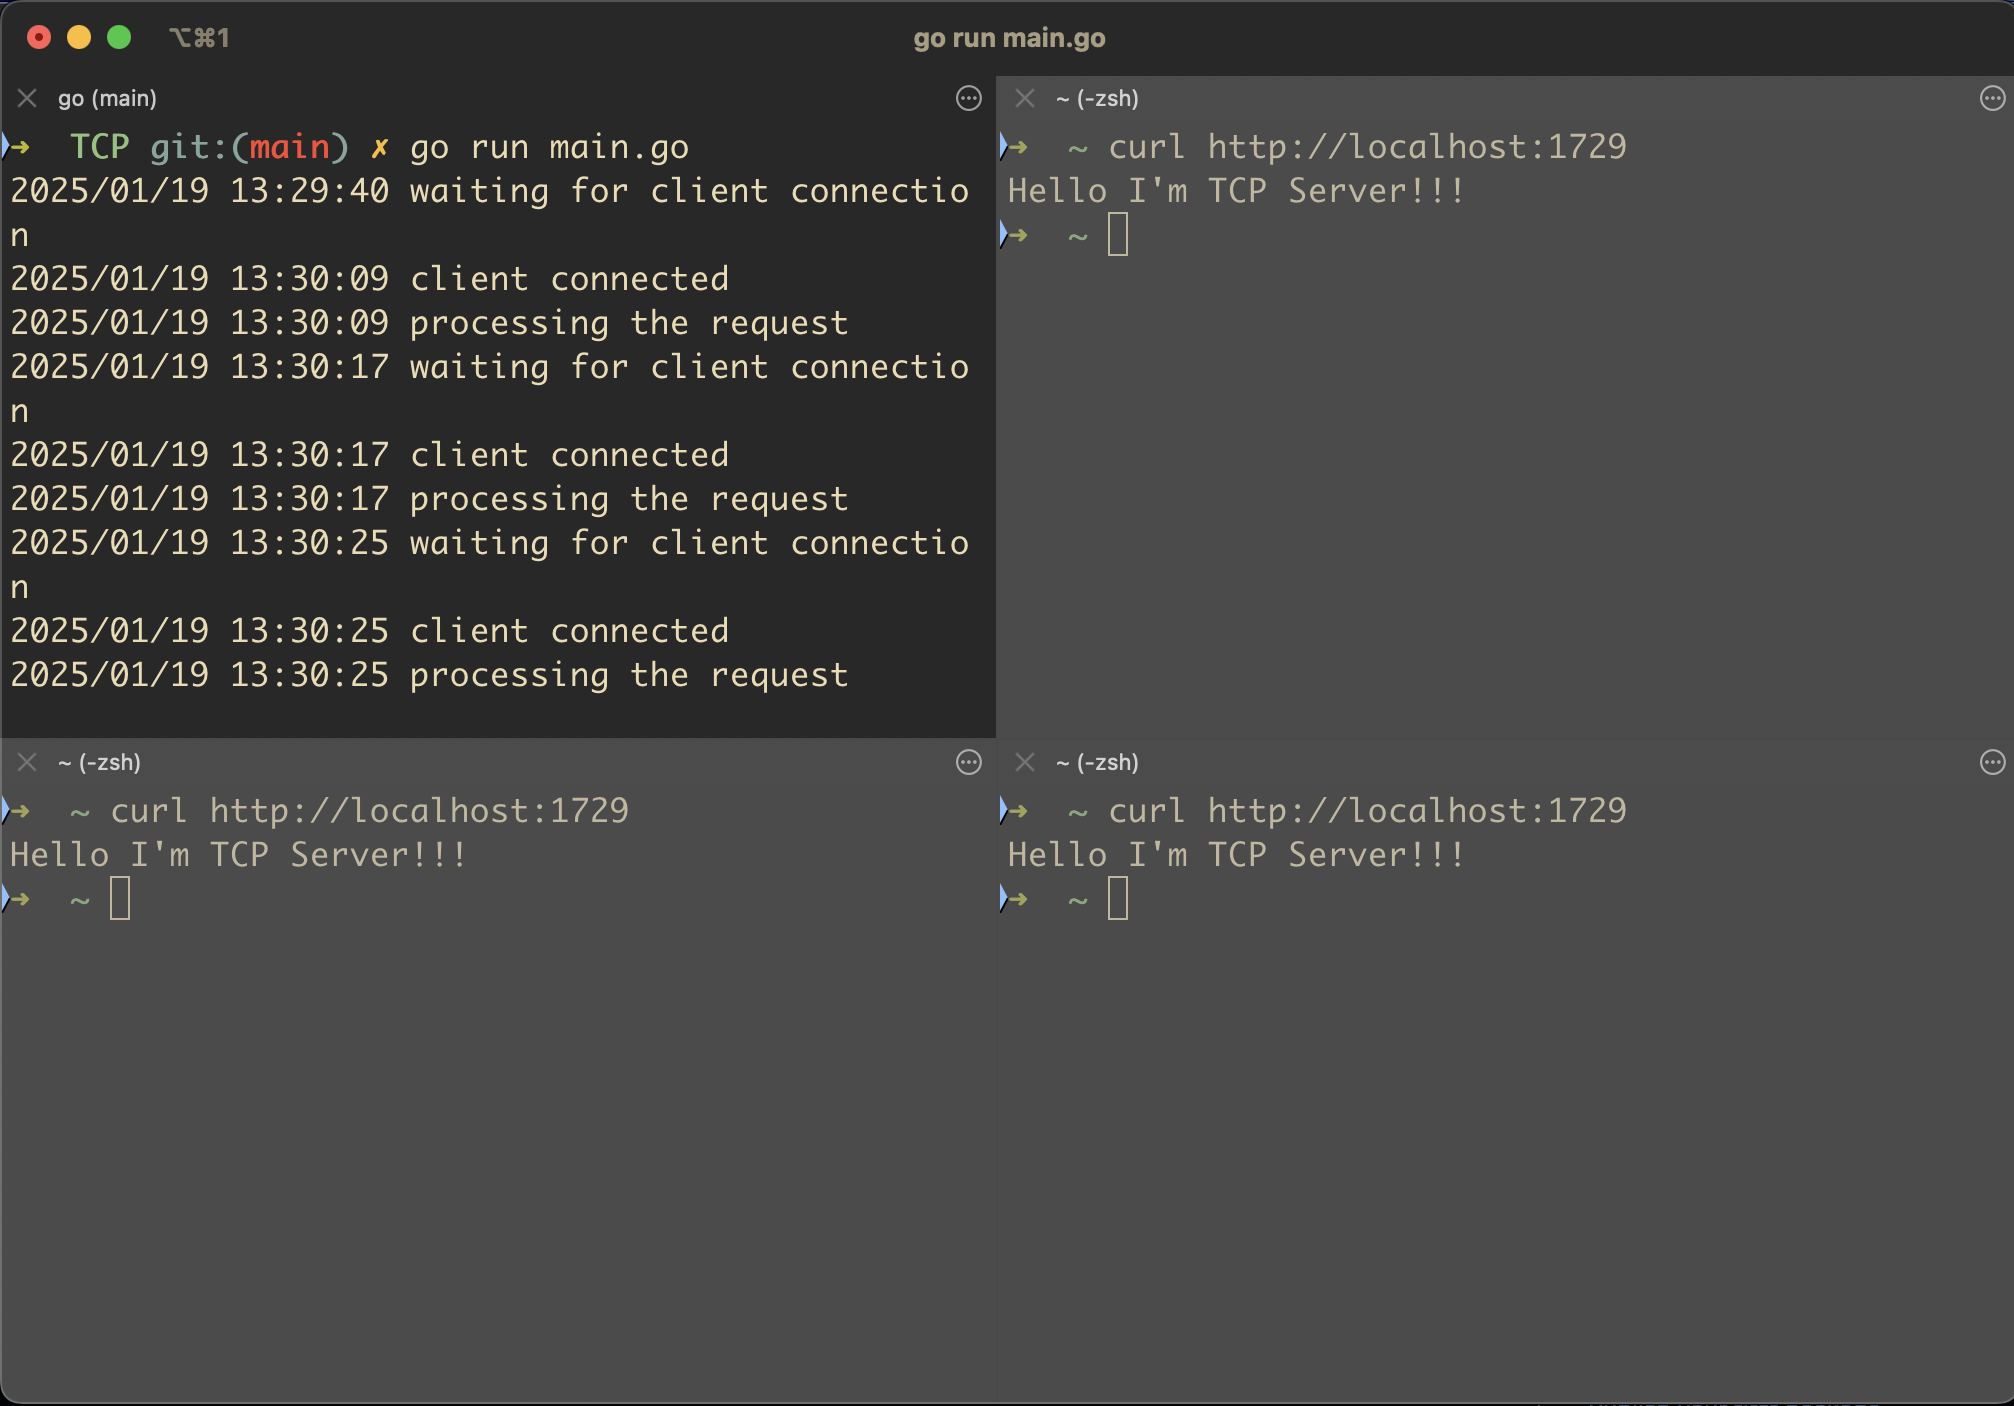 ⌥⌘1
go run main.go
go (main)
➜ TCP git:(main) ✗ go run main.go
2025/01/19 13:29:40 waiting for client connectio
n
2025/01/19 13:30:09 client connected
2025/01/19 13:30:09 processing the request
2025/01/19 13:30:17 waiting for client connectio
n
2025/01/19 13:30:17 client connected
2025/01/19 13:30:17 processing the request
2025/01/19 13:30:25 waiting for client connectio
n
2025/01/19 13:30:25 client connected
2025/01/19 13:30:25 processing the request
~ (-zsh)
➜ ~ curl http://localhost:1729
Hello I'm TCP Server!!!
➜ ~
~ (-zsh)
➜ ~ curl http://localhost:1729
Hello I'm TCP Server!!!
➜ ~
~ (-zsh)
➜ ~ curl http://localhost:1729
Hello I'm TCP Server!!!
➜ ~